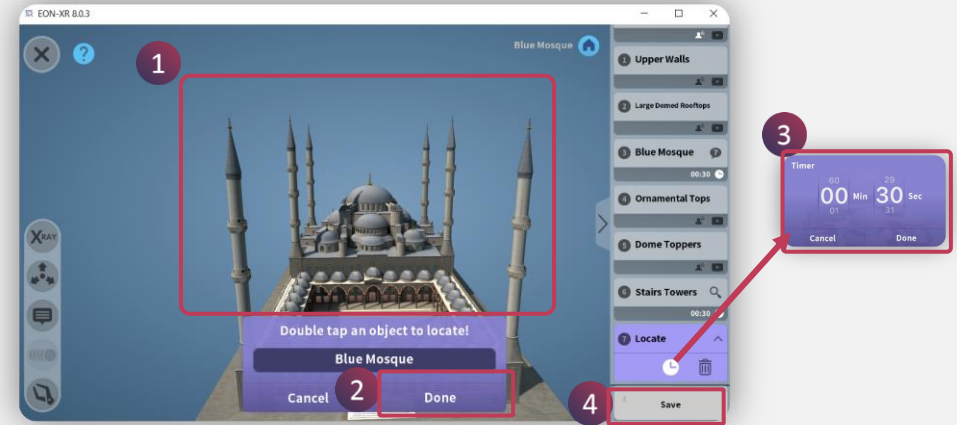 EON-XR 8.0.3
?
Blue Mosque
1
XRAY
Double tap an object to locate!
Blue Mosque
Cancel
2
Done
1 Upper Walls
2 Large Domed Rooftops
3 Blue Mosque ?
00:30
4 Ornamental Tops
5 Dome Toppers
6 Stairs Towers
00:30
7 Locate
4
Save
3
Timer
60 29
00 Min 30 Sec
01 31
Cancel Done